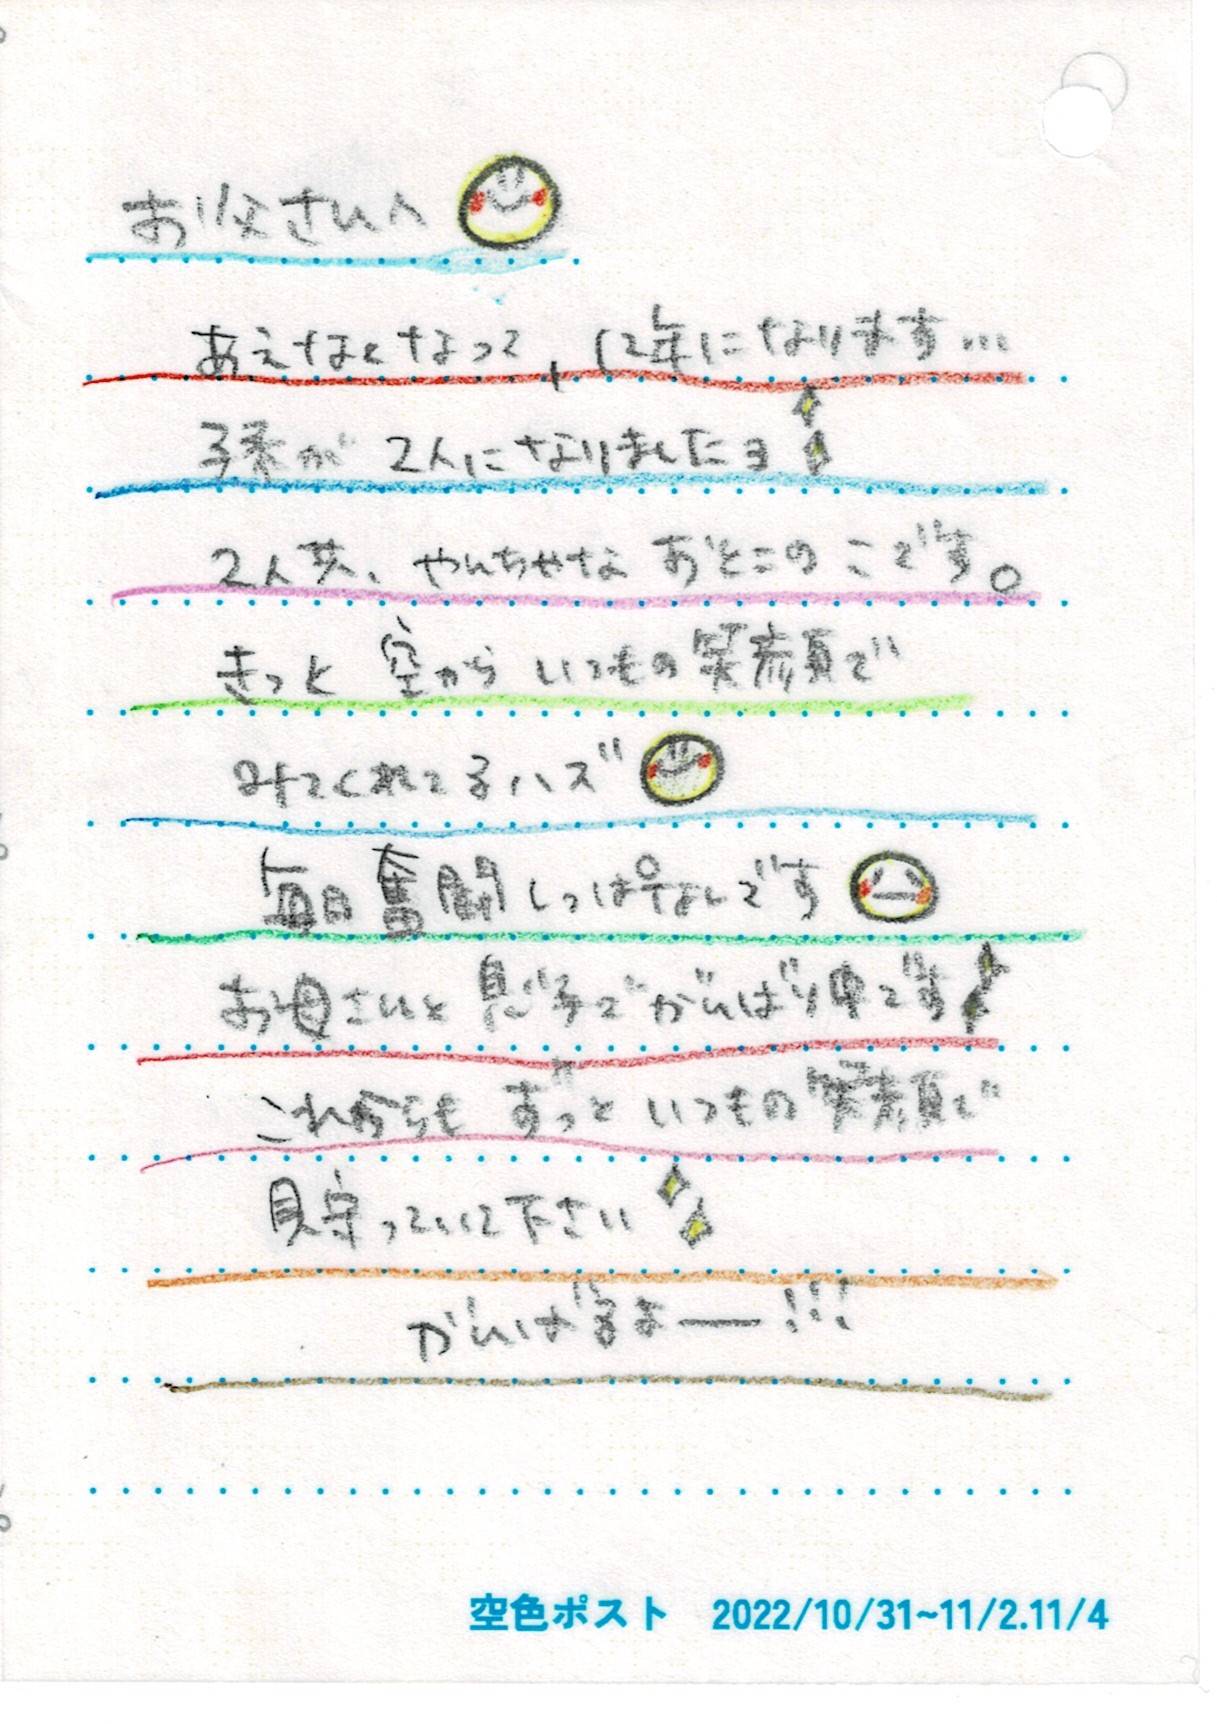 お父さんへ
あえなくなって、12年になります…
子孫が 2人になりましたヨ
2人共、やんちゃな おとこのこです。
きっと 空から いつもの笑顔で
みてくれてるハズ
毎日 奮闘しっぱなしです
お母さんと 息子でがんばり中です
これからも ずっと いつもの笑顔で
見守っていて下さい
がんばるよー!!!
空色ポスト 2022/10/31~11/2.11/4